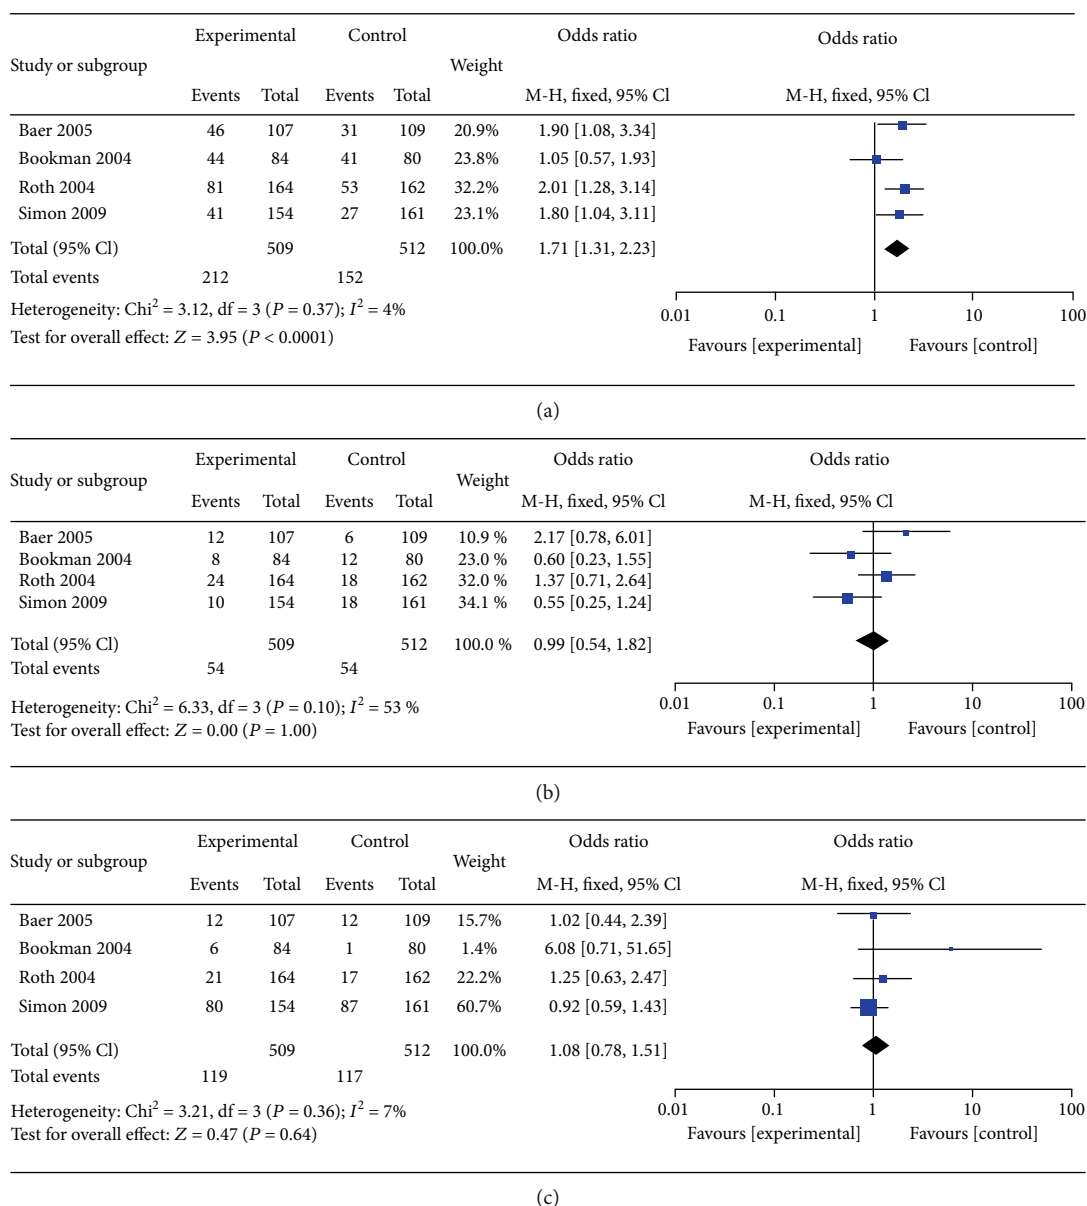 Experimental Control Odds ratio Odds ratio
Study or subgroup Weight
Events Total Events Total M-H, fixed, 95% Cl M-H, fixed, 95% Cl
Baer 2005 46 107 31 109 20.9% 1.90 [1.08, 3.34]
Bookman 2004 44 84 41 80 23.8% 1.05 [0.57, 1.93]
Roth 2004 81 164 53 162 32.2% 2.01 [1.28, 3.14]
Simon 2009 41 154 27 161 23.1% 1.80 [1.04, 3.11]
Total (95% Cl) 509 512 100.0% 1.71 [1.31, 2.23]
Total events 212 152
Heterogeneity: Chi² = 3.12, df = 3 (P = 0.37); I² = 4%
Test for overall effect: Z = 3.95 (P < 0.0001)
0.01 0.1 1 10 100
Favours [experimental] Favours [control]
(a)
Experimental Control Odds ratio Odds ratio
Study or subgroup Weight
Events Total Events Total M-H, fixed, 95% Cl M-H, fixed, 95% Cl
Baer 2005 12 107 6 109 10.9 % 2.17 [0.78, 6.01]
Bookman 2004 8 84 12 80 23.0 % 0.60 [0.23, 1.55]
Roth 2004 24 164 18 162 32.0 % 1.37 [0.71, 2.64]
Simon 2009 10 154 18 161 34.1 % 0.55 [0.25, 1.24]
Total (95% Cl) 509 512 100.0 % 0.99 [0.54, 1.82]
Total events 54 54
Heterogeneity: Chi² = 6.33, df = 3 (P = 0.10); I² = 53 %
Test for overall effect: Z = 0.00 (P = 1.00)
0.01 0.1 1 10 100
Favours [experimental] Favours [control]
(b)
Experimental Control Odds ratio Odds ratio
Study or subgroup Weight
Events Total Events Total M-H, fixed, 95% Cl M-H, fixed, 95% Cl
Baer 2005 12 107 12 109 15.7% 1.02 [0.44, 2.39]
Bookman 2004 6 84 1 80 1.4% 6.08 [0.71, 51.65]
Roth 2004 21 164 17 162 22.2% 1.25 [0.63, 2.47]
Simon 2009 80 154 87 161 60.7% 0.92 [0.59, 1.43]
Total (95% Cl) 509 512 100.0% 1.08 [0.78, 1.51]
Total events 119 117
Heterogeneity: Chi² = 3.21, df = 3 (P = 0.36); I² = 7%
Test for overall effect: Z = 0.47 (P = 0.64)
0.01 0.1 1 10 100
Favours [experimental] Favours [control]
(c)